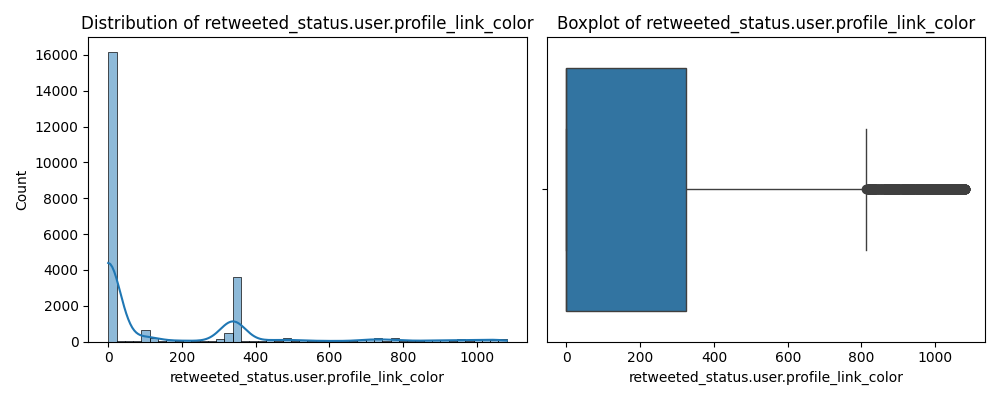 Distribution of retweeted_status.user.profile_link_color
16000
14000
12000
10000
8000
6000
4000
2000
0
Count
0 200 400 600 800 1000
retweeted_status.user.profile_link_color
Boxplot of retweeted_status.user.profile_link_color
0 200 400 600 800 1000
retweeted_status.user.profile_link_color